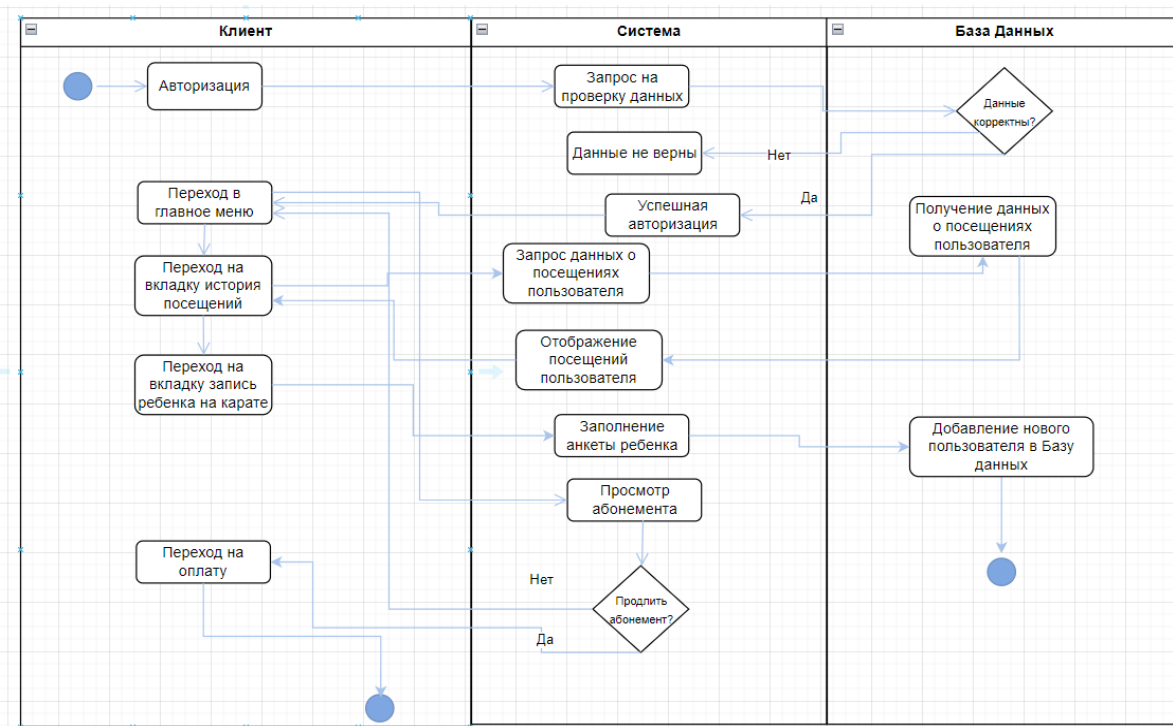 Клиент
Система
База Данных
Авторизация
Запрос на
проверку данных
Данные
корректны?
Данные не верны
Нет
Переход в
главное меню
Успешная
авторизация
Да
Получение данных
о посещениях
пользователя
Переход на
вкладку история
посещений
Запрос данных о
посещениях
пользователя
Отображение
посещений
пользователя
Переход на
вкладку запись
ребенка на карате
Заполнение
анкеты ребенка
Добавление нового
пользователя в Базу
данных
Просмотр
абонемента
Переход на
оплату
Нет
Продлить
абонемент?
Да